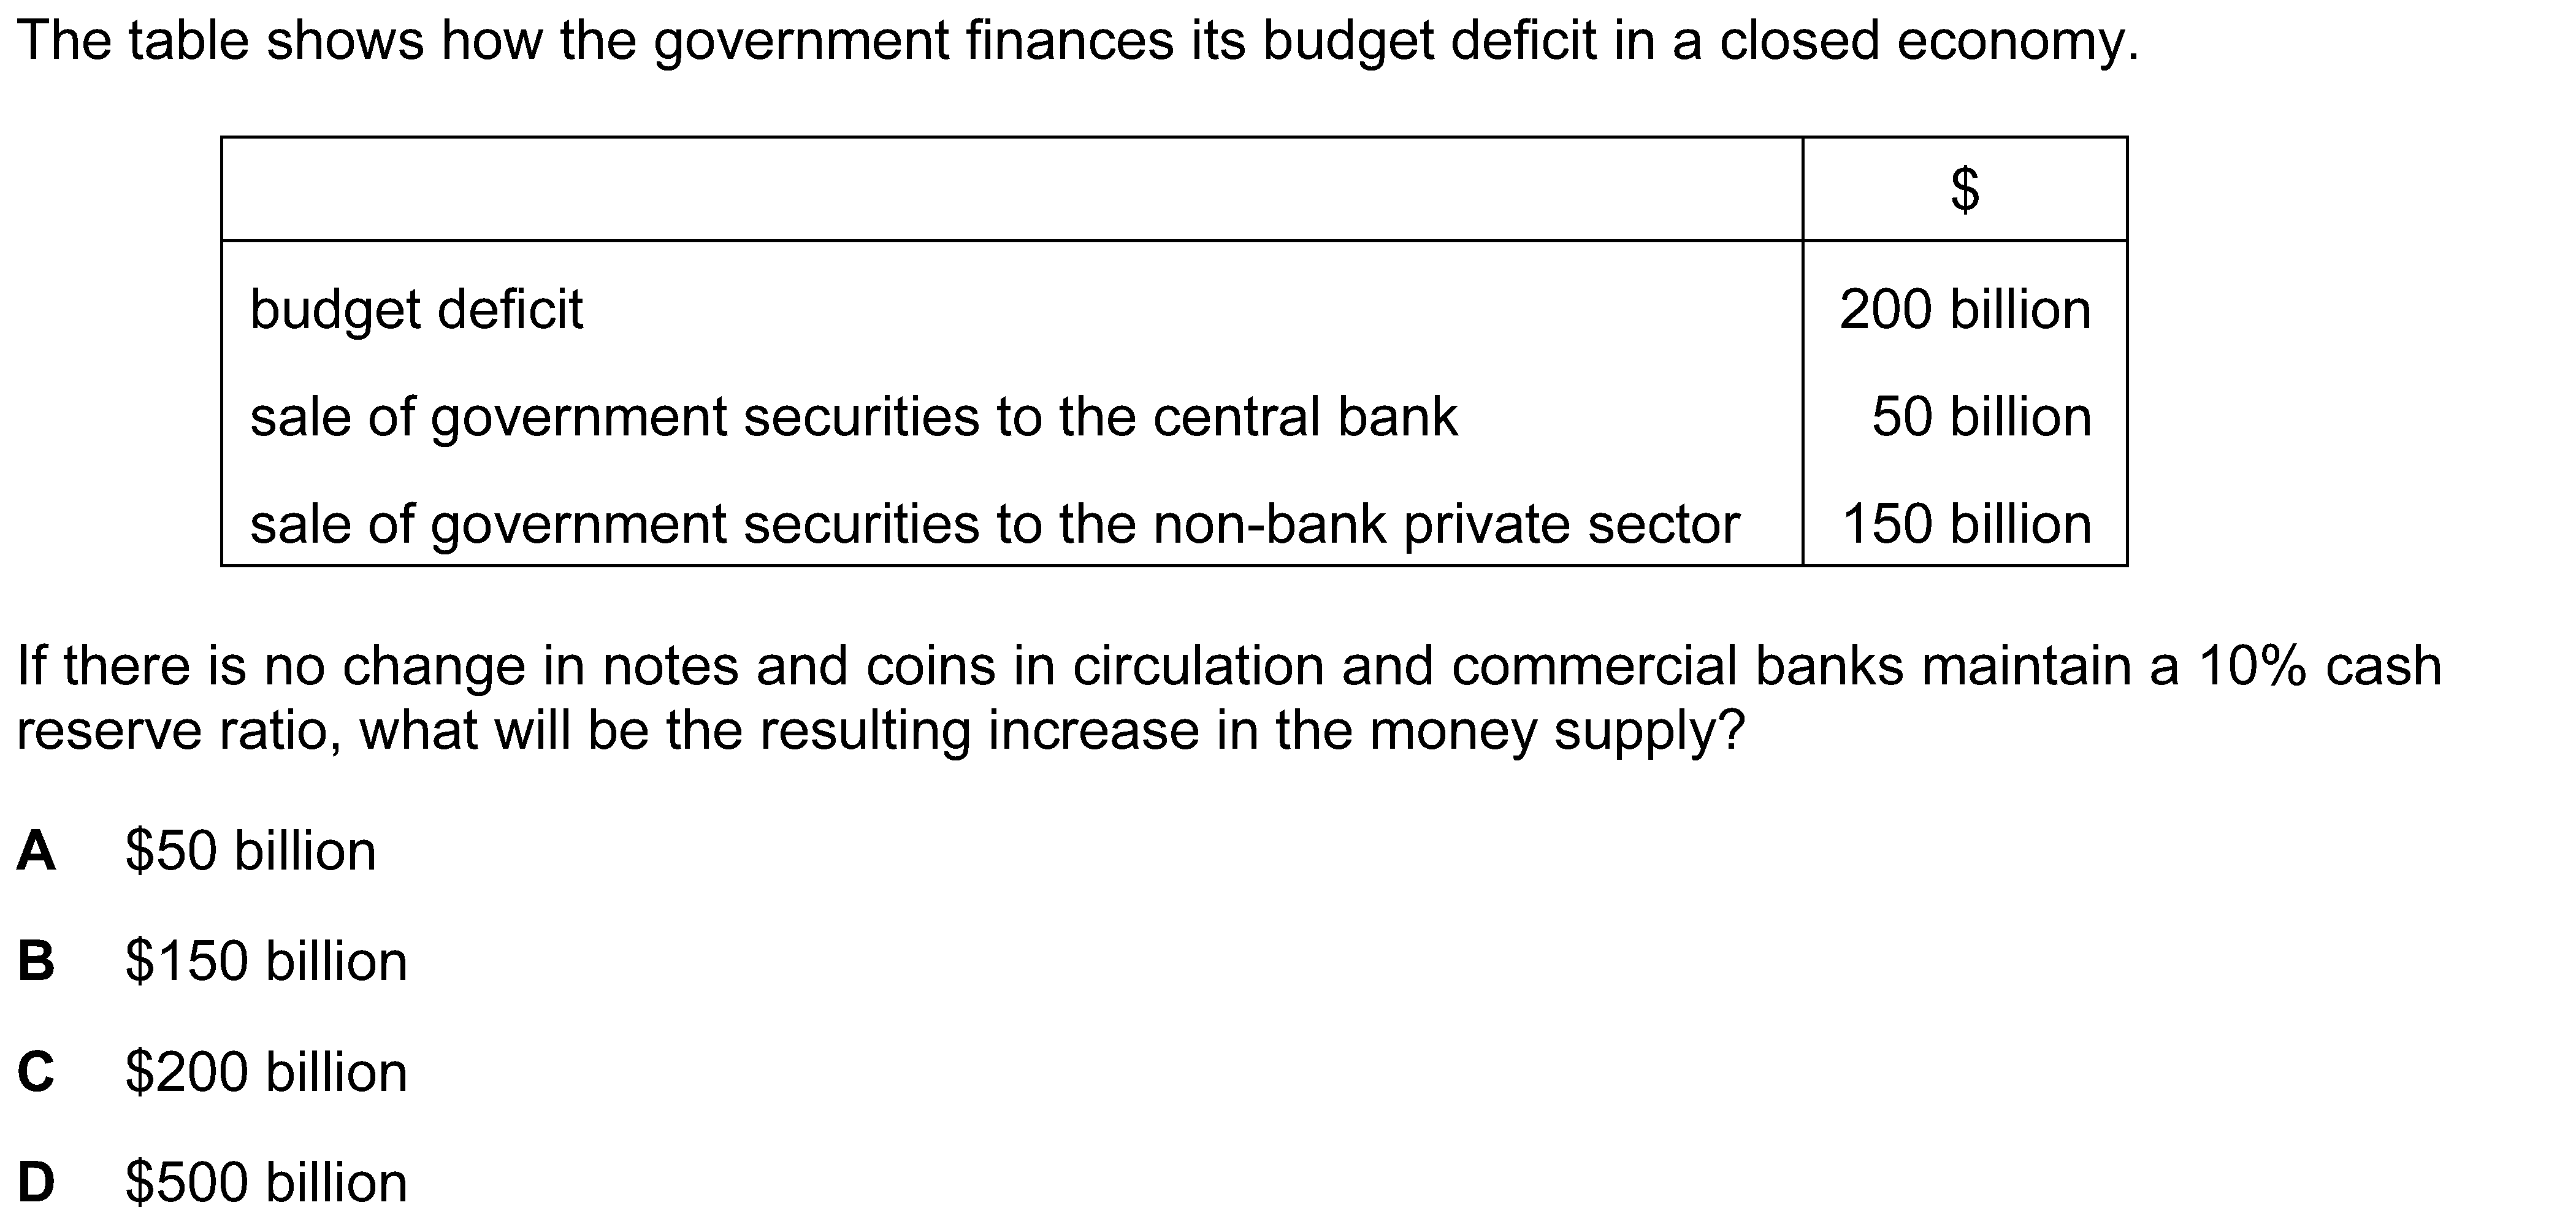 The table shows how the government finances its budget deficit in a closed economy.
$
budget deficit 200 billion
sale of government securities to the central bank 50 billion
sale of government securities to the non-bank private sector 150 billion
If there is no change in notes and coins in circulation and commercial banks maintain a 10% cash
reserve ratio, what will be the resulting increase in the money supply?
A $50 billion
B $150 billion
C $200 billion
D $500 billion